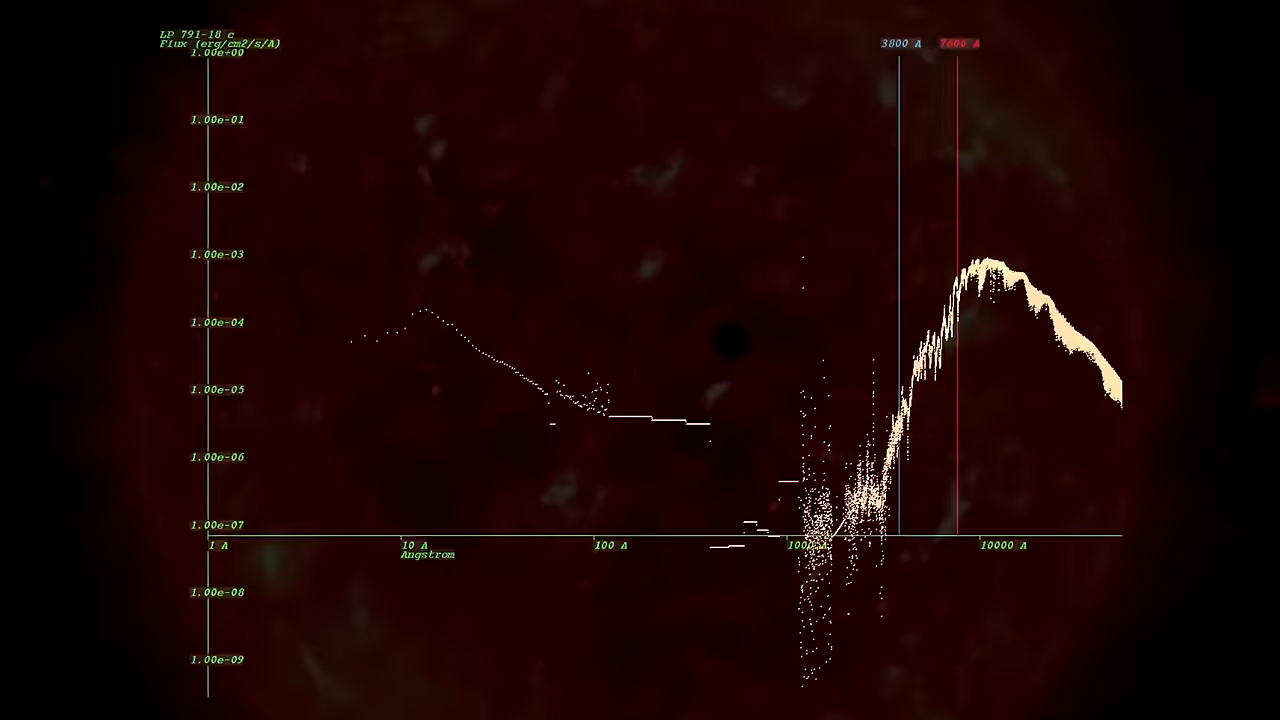 LP 791-18 c
Flux (erg/cm2/s/A)
3800 A 7600 A
1.00e+00
1.00e-01
1.00e-02
1.00e-03
1.00e-04
1.00e-05
1.00e-06
1.00e-07
1 A 10 A 100 A 1000 A 10000 A
Angstrom
1.00e-08
1.00e-09